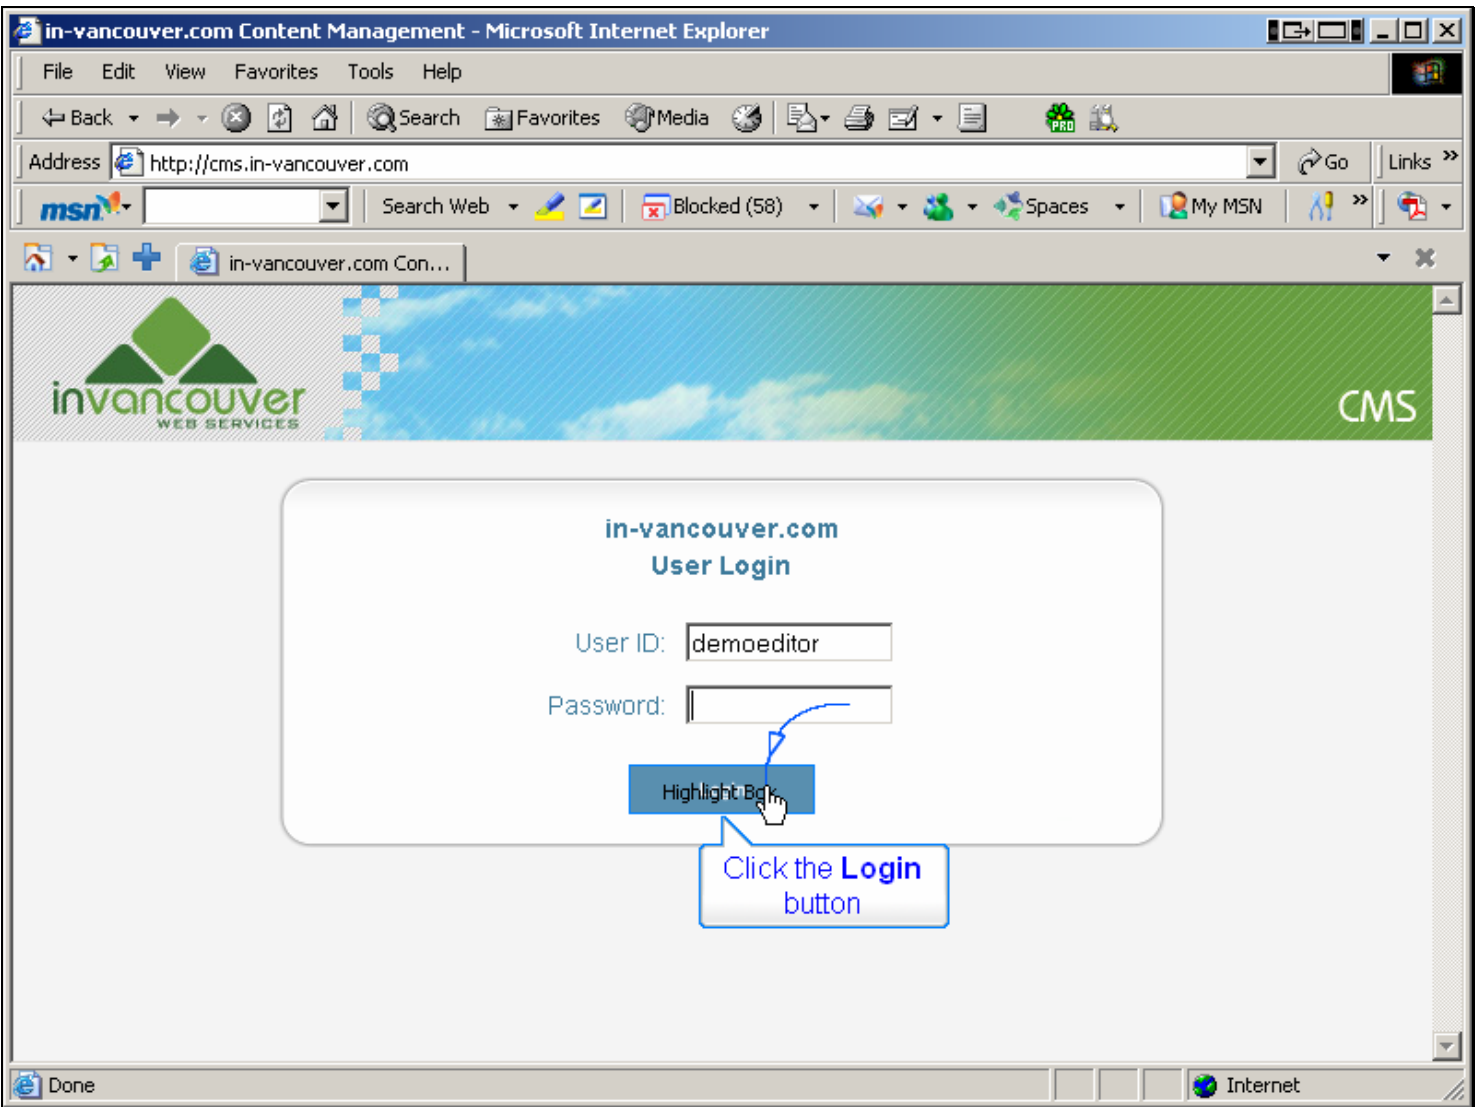 in-vancouver.com Content Management - Microsoft Internet Explorer
File Edit View Favorites Tools Help
Back Search Favorites Media PRO
Address http://cms.in-vancouver.com Go Links »
msn Search Web Blocked (58) Spaces My MSN »
in-vancouver.com Con...
invancouver
WEB SERVICES
CMS
in-vancouver.com
User Login
User ID: demoeditor
Password:
Highlight Box
Click the Login
button
Done Internet